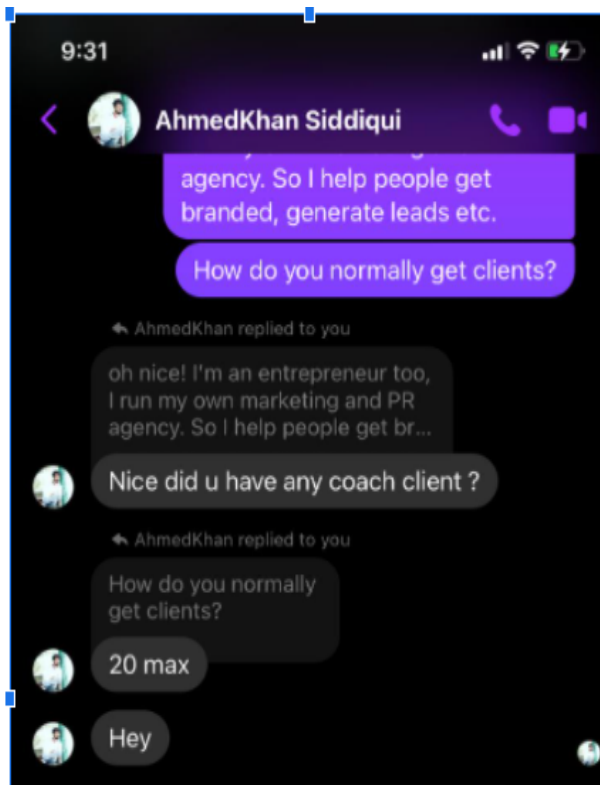 9:31
AhmedKhan Siddiqui
agency. So I help people get
branded, generate leads etc.
How do you normally get clients?
AhmedKhan replied to you
oh nice! I'm an entrepreneur too,
I run my own marketing and PR
agency. So I help people get br...
Nice did u have any coach client ?
AhmedKhan replied to you
How do you normally
get clients?
20 max
Hey